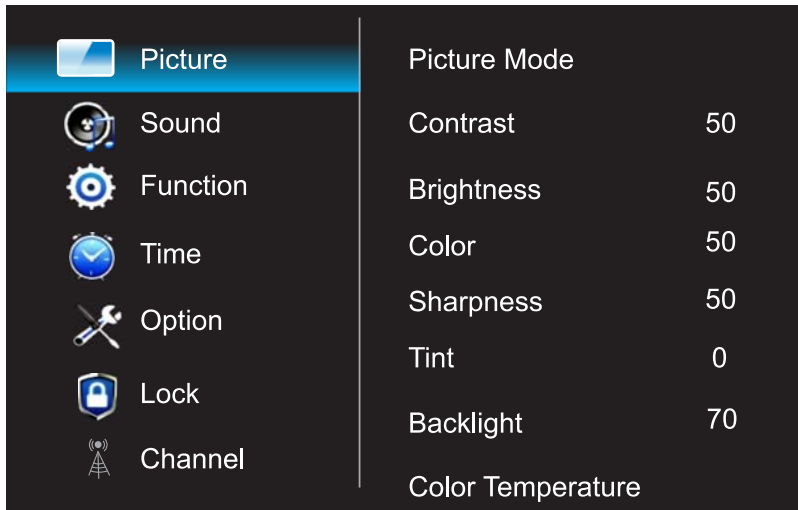 Picture
Sound
Function
Time
Option
Lock
Channel
Picture Mode
Contrast 50
Brightness 50
Color 50
Sharpness 50
Tint 0
Backlight 70
Color Temperature